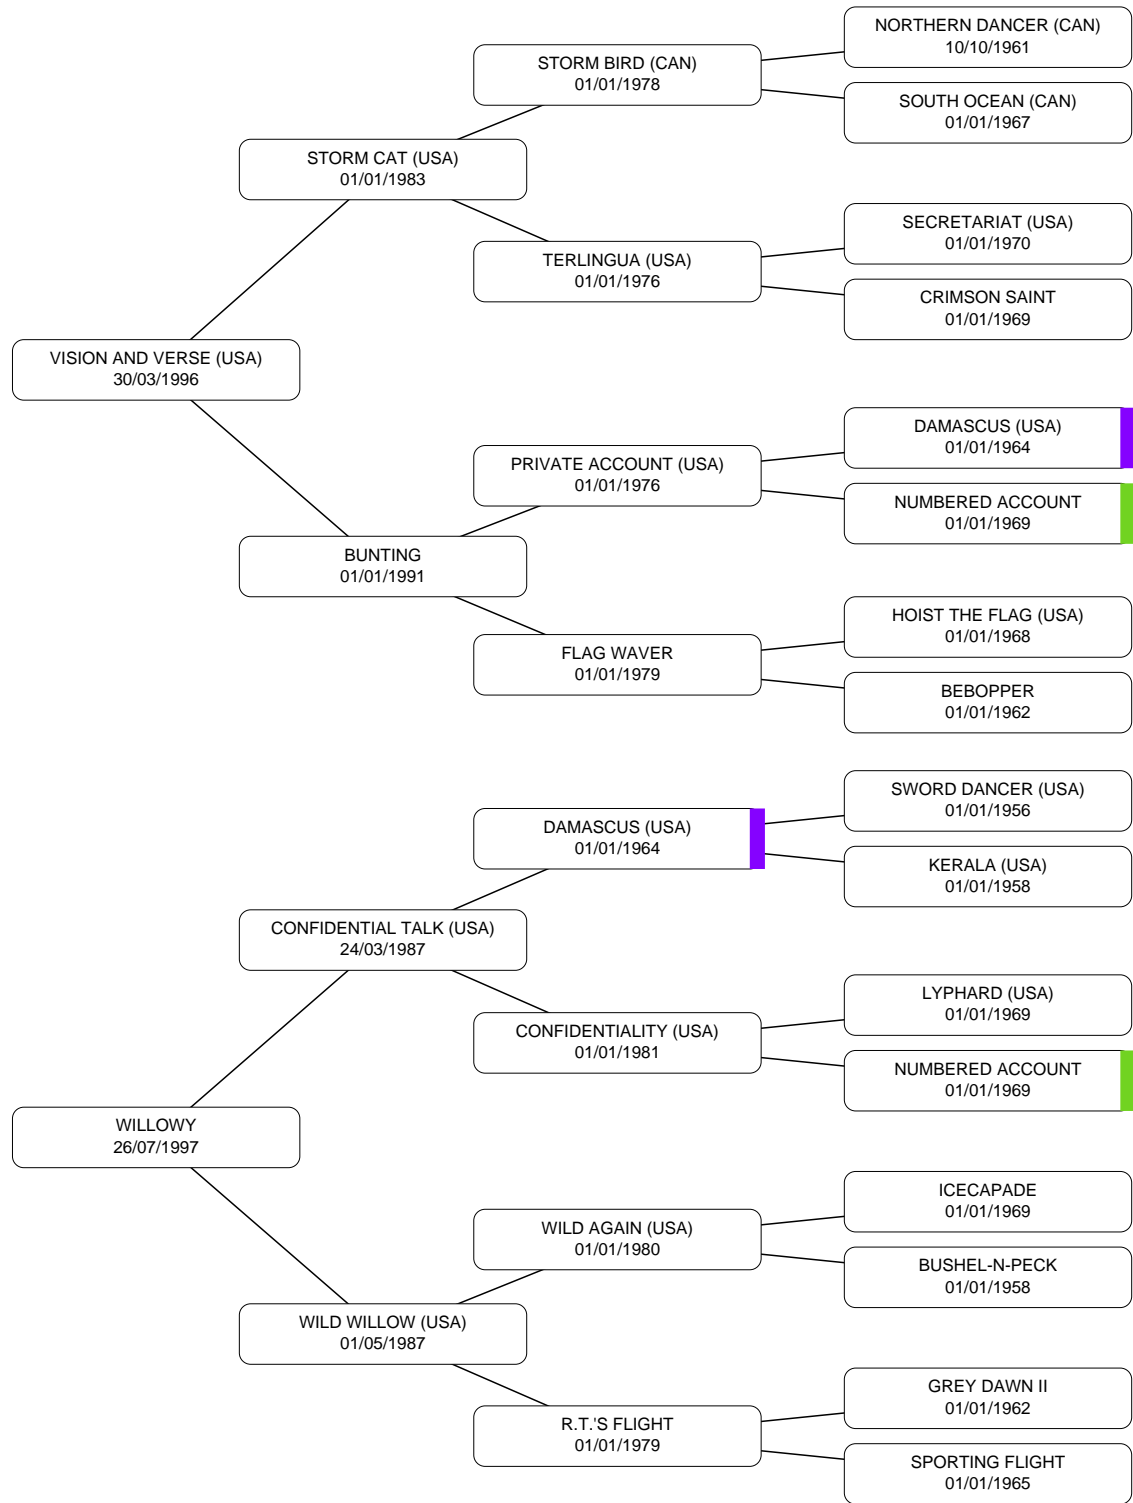 NORTHERN DANCER (CAN)
10/10/1961
STORM BIRD (CAN)
01/01/1978
SOUTH OCEAN (CAN)
01/01/1967
STORM CAT (USA)
01/01/1983
SECRETARIAT (USA)
01/01/1970
TERLINGUA (USA)
01/01/1976
CRIMSON SAINT
01/01/1969
VISION AND VERSE (USA)
30/03/1996
DAMASCUS (USA)
01/01/1964
PRIVATE ACCOUNT (USA)
01/01/1976
NUMBERED ACCOUNT
01/01/1969
BUNTING
01/01/1991
HOIST THE FLAG (USA)
01/01/1968
FLAG WAVER
01/01/1979
BEBOPPER
01/01/1962
SWORD DANCER (USA)
01/01/1956
DAMASCUS (USA)
01/01/1964
KERALA (USA)
01/01/1958
CONFIDENTIAL TALK (USA)
24/03/1987
LYPHARD (USA)
01/01/1969
CONFIDENTIALITY (USA)
01/01/1981
NUMBERED ACCOUNT
01/01/1969
WILLOWY
26/07/1997
ICECAPADE
01/01/1969
WILD AGAIN (USA)
01/01/1980
BUSHEL-N-PECK
01/01/1958
WILD WILLOW (USA)
01/05/1987
GREY DAWN II
01/01/1962
R.T.'S FLIGHT
01/01/1979
SPORTING FLIGHT
01/01/1965